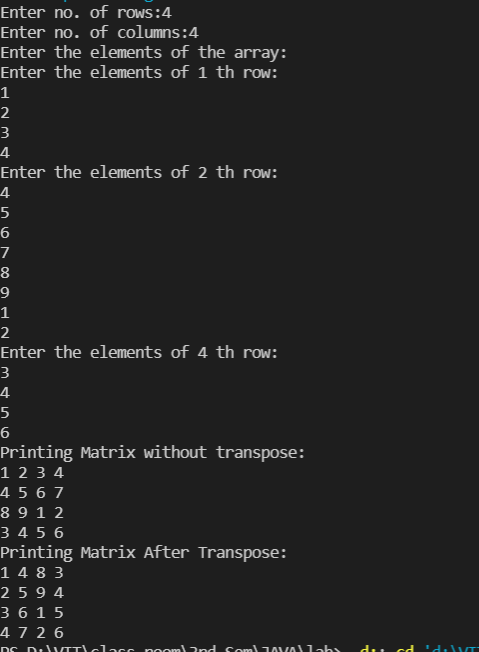 Enter no. of rows:4
Enter no. of columns:4
Enter the elements of the array:
Enter the elements of 1 th row:
1
2
3
4
Enter the elements of 2 th row:
4
5
6
7
8
9
1
2
Enter the elements of 4 th row:
3
4
5
6
Printing Matrix without transpose:
1 2 3 4
4 5 6 7
8 9 1 2
3 4 5 6
Printing Matrix After Transpose:
1 4 8 3
2 5 9 4
3 6 1 5
4 7 2 6
PS D:\VIT\class room\2nd Sem\JAVA\lab> d:; cd 'd:\VIT